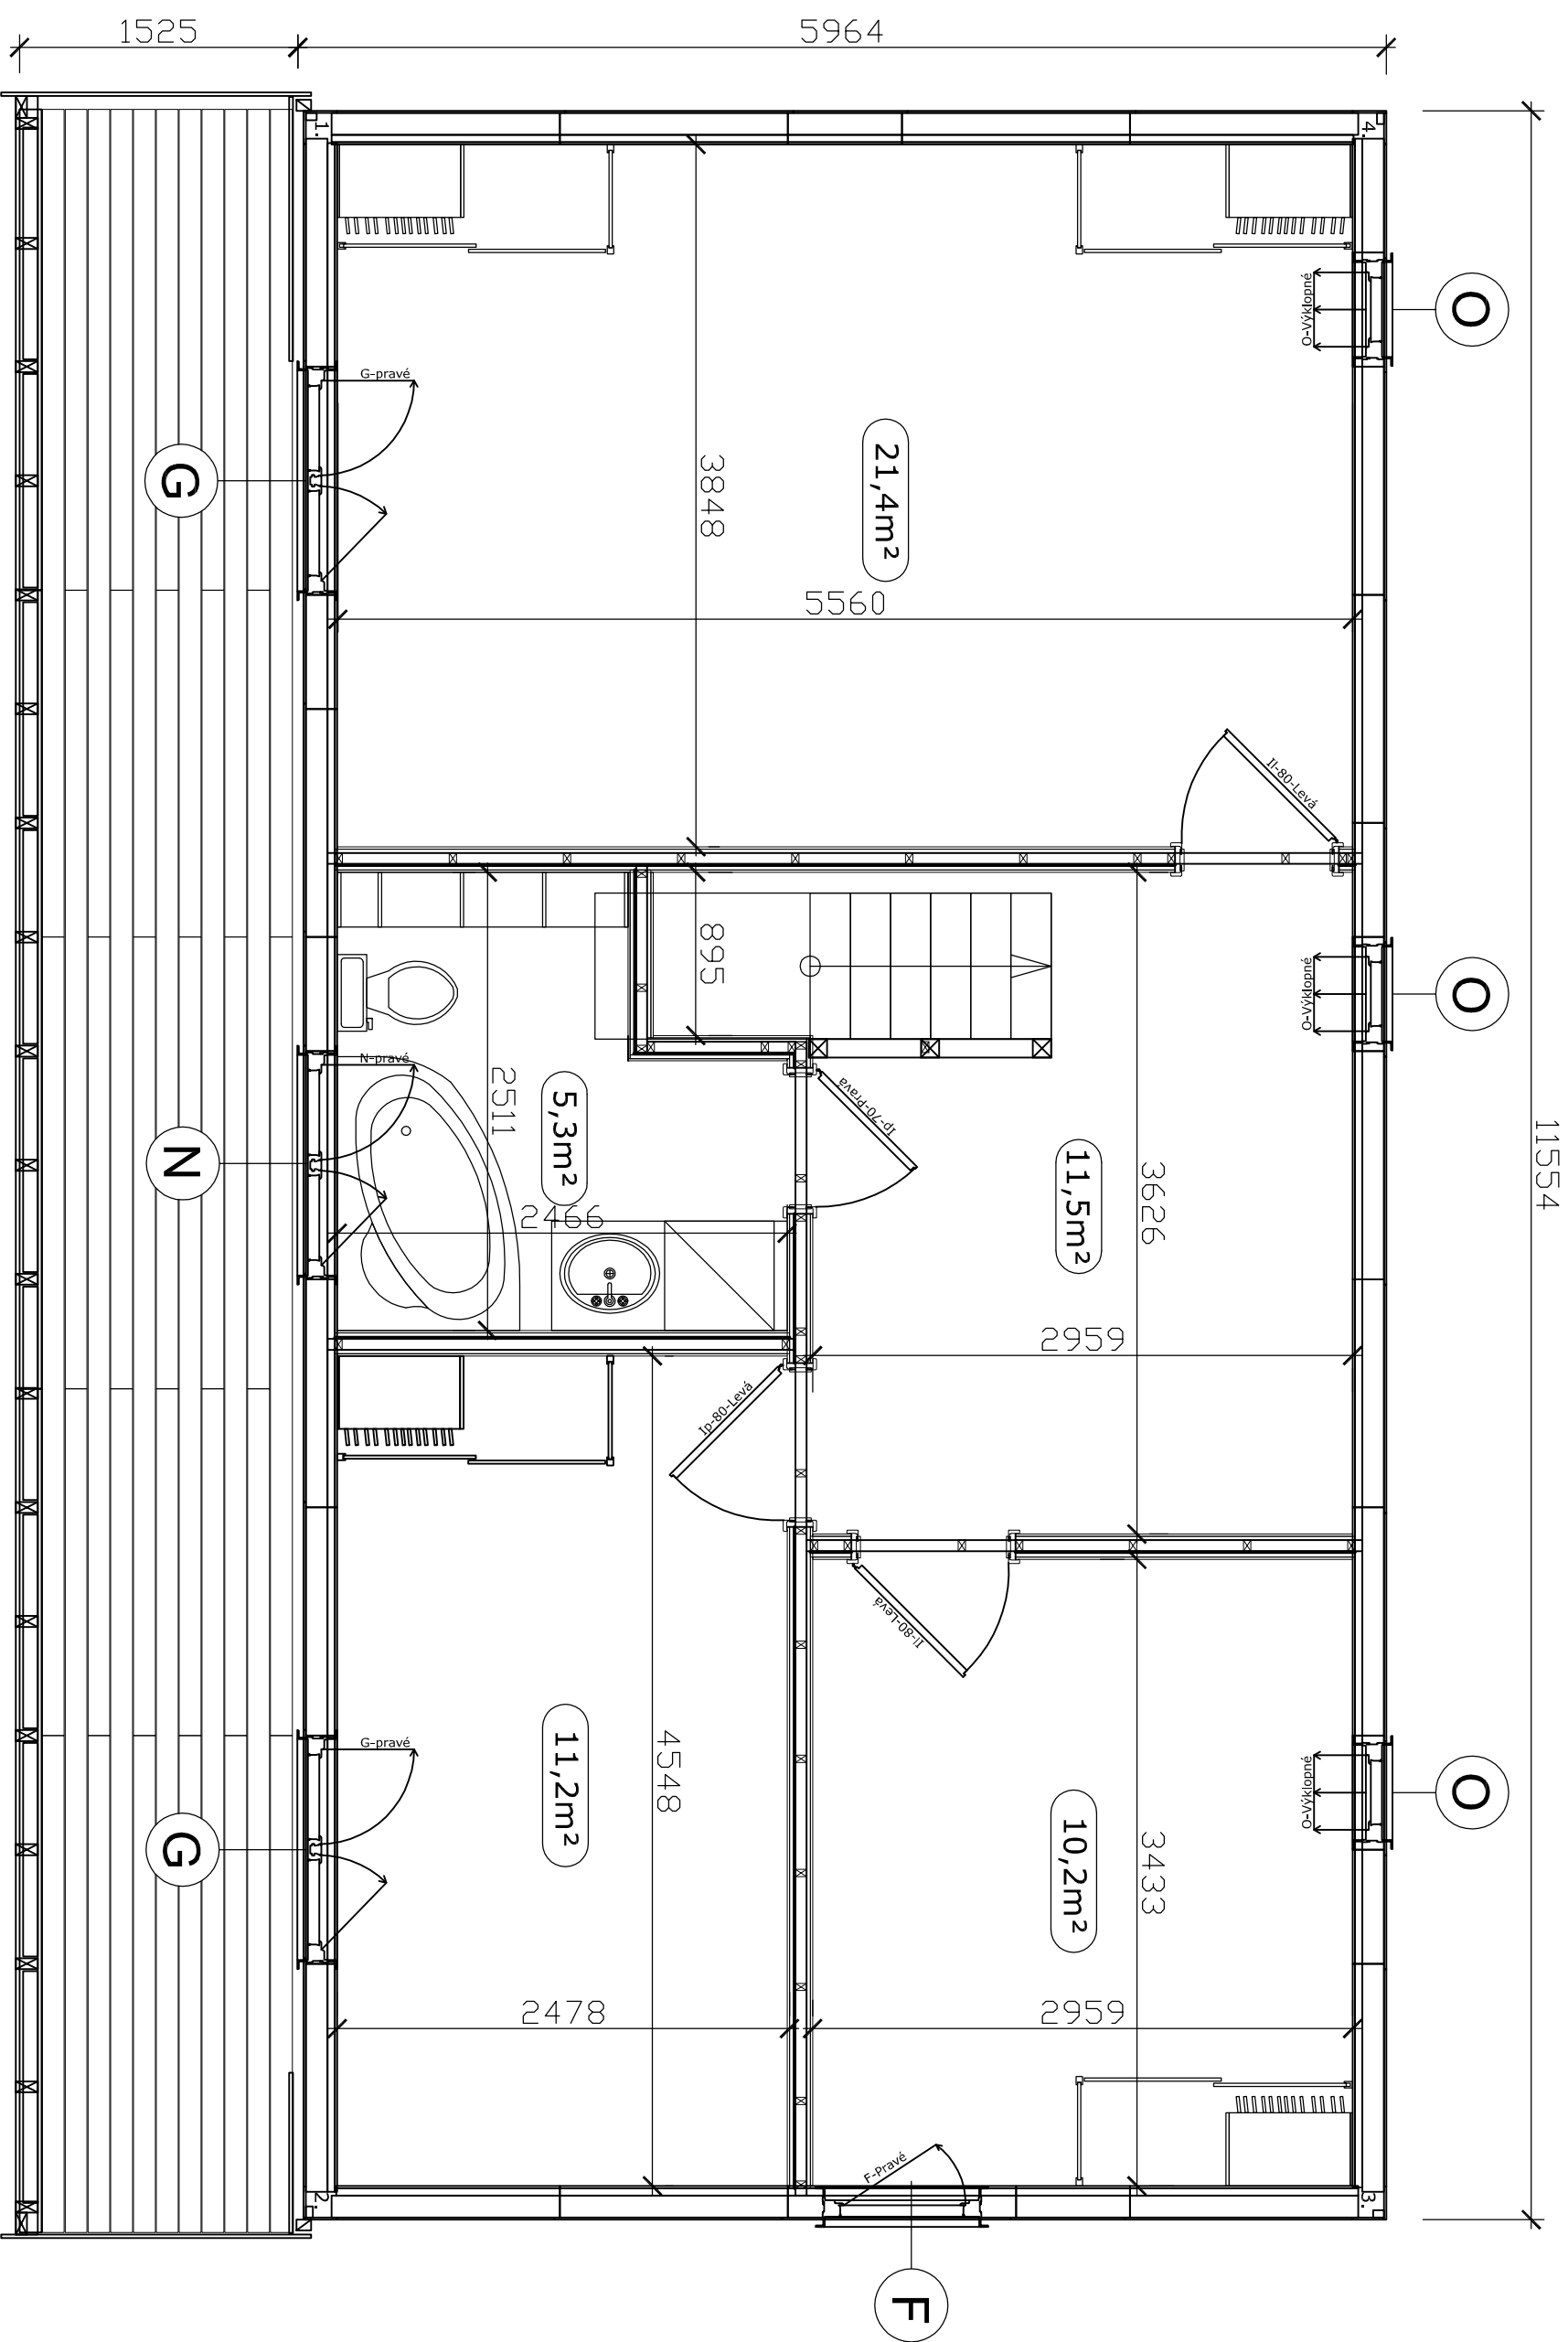 1525
5964
1.
4.
O
O-Výklopné
G-pravé
G
3848
21,4m²
5560
11554
Il-80-Levá
895
O
O-Výklopné
N-pravé
N
2511
5,3m²
2466
Ip-70-Prava
11,5m²
3626
2959
Ip-80-Levá
Il-80-Levá
G-pravé
G
11,2m²
4548
10,2m²
3433
O
O-Výklopné
2478
2959
F-Pravé
2.
3.
F